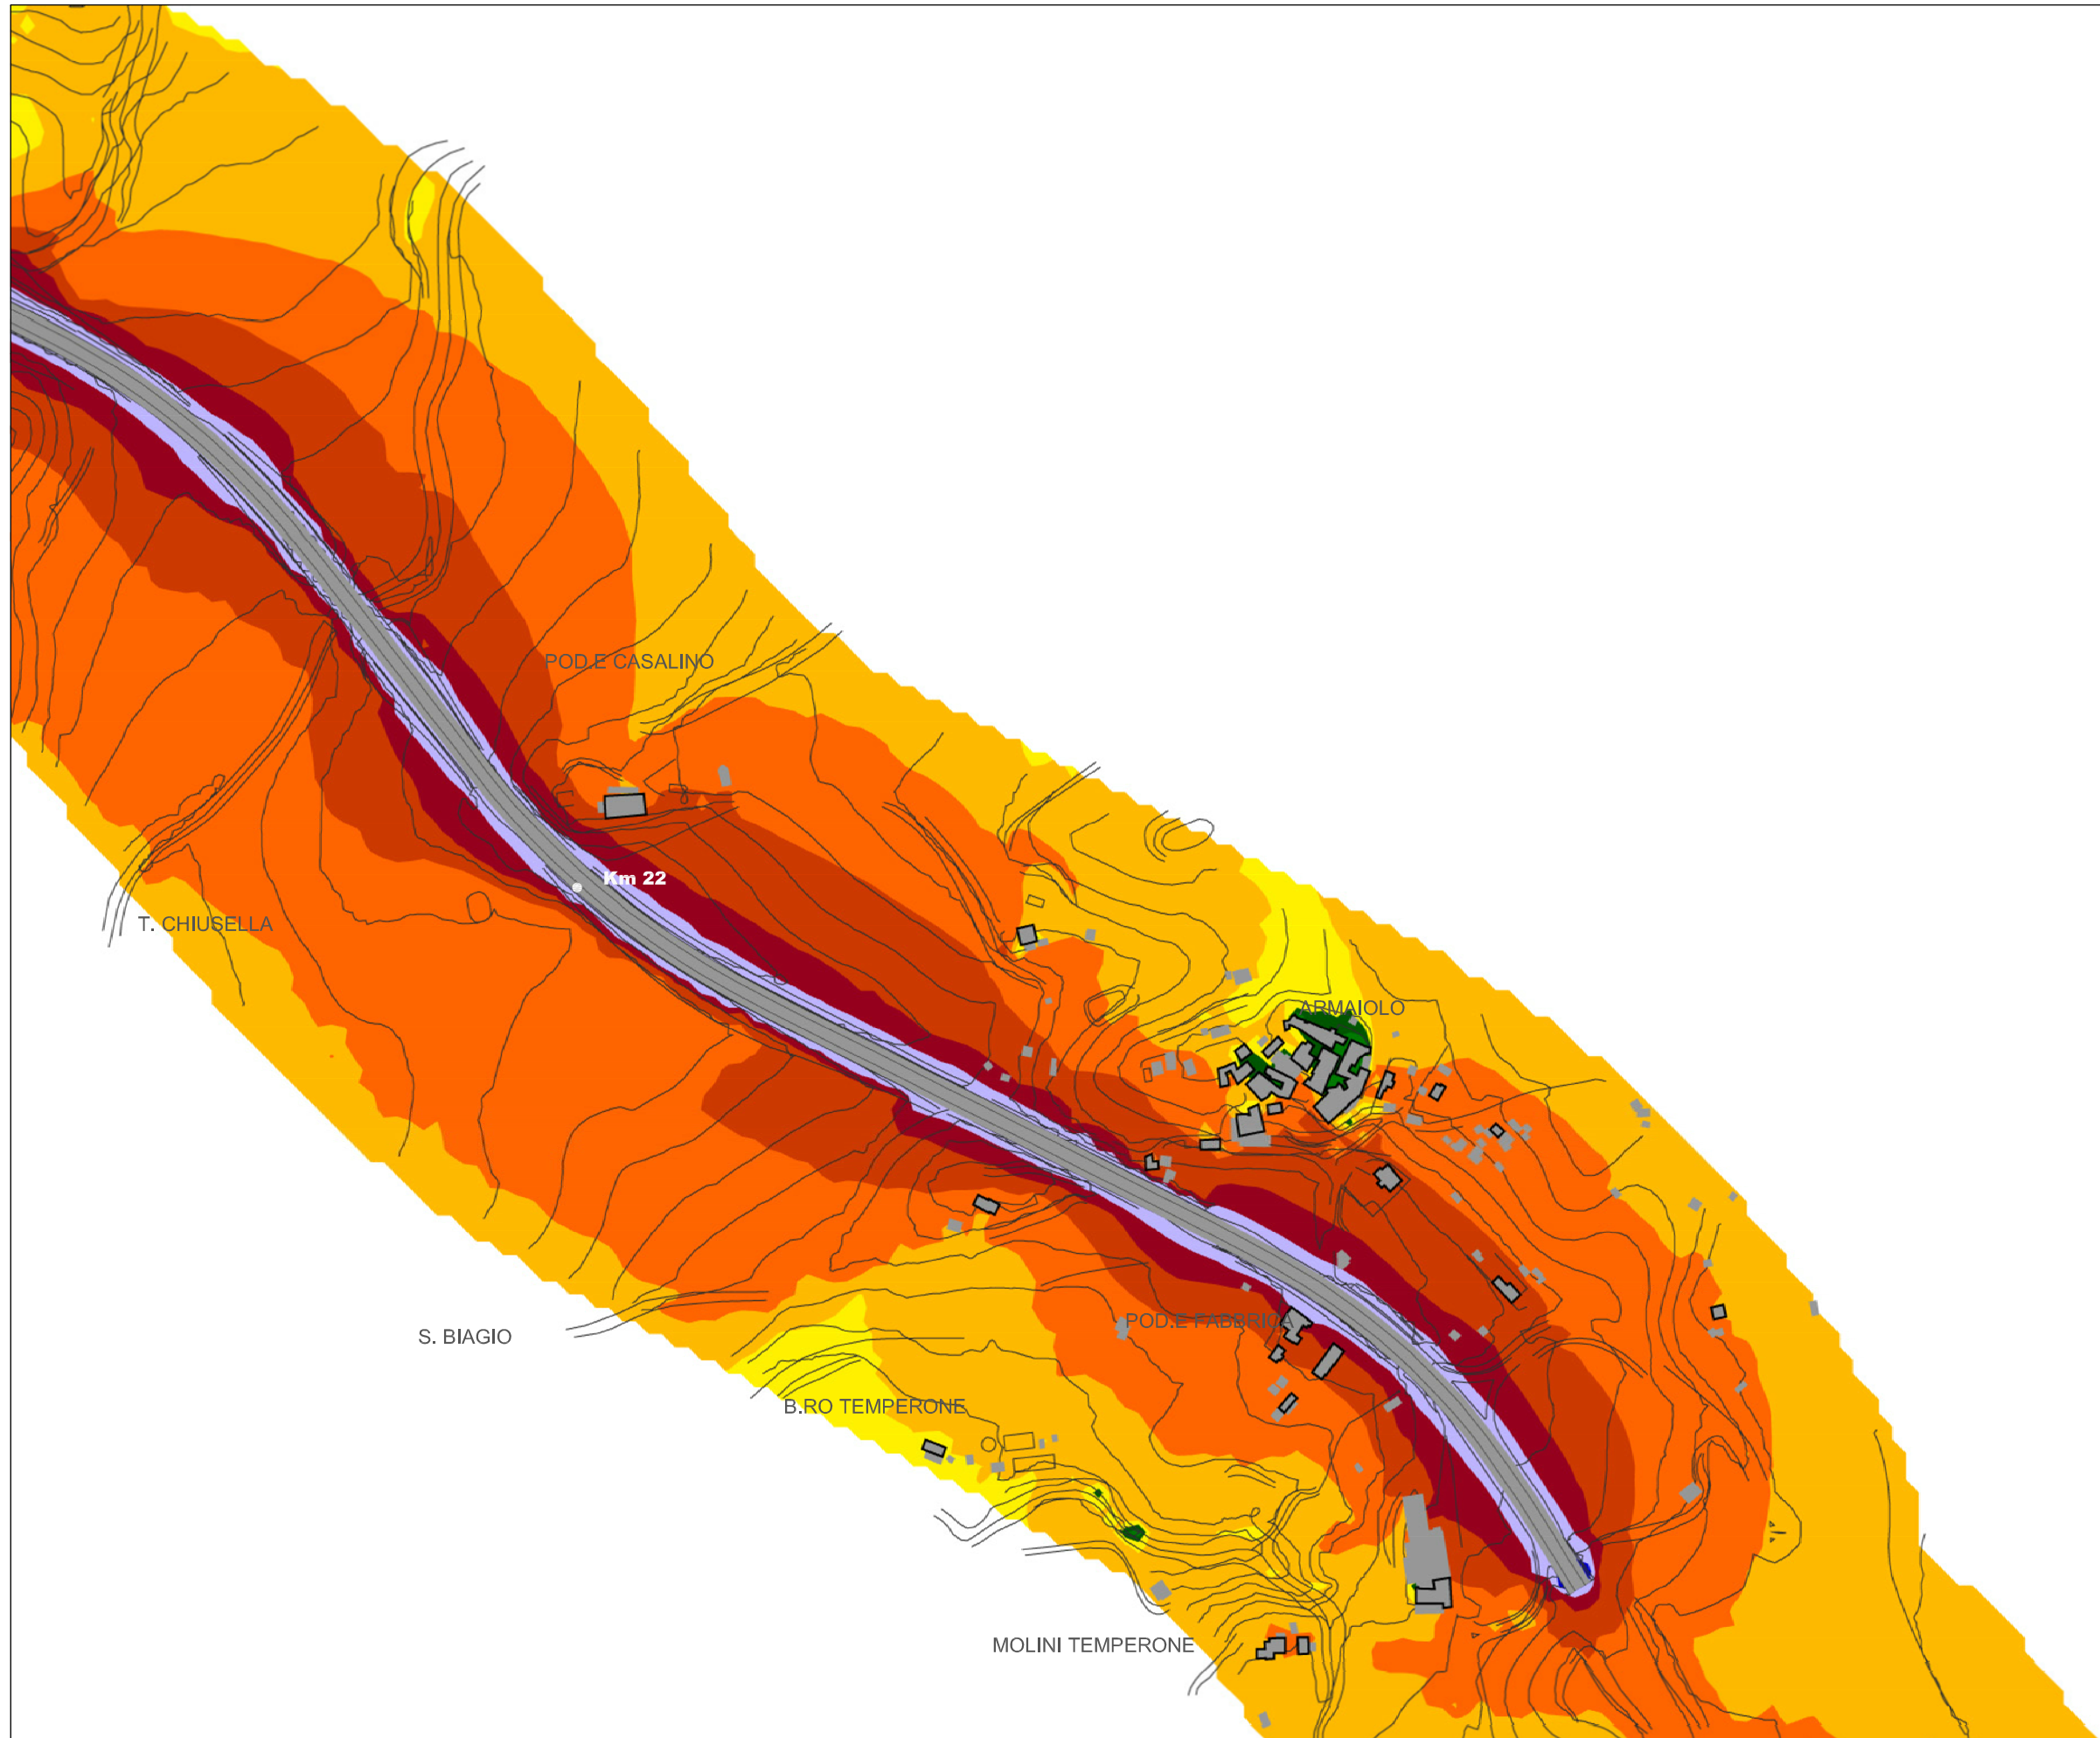 POD.E CASALINO
Km 22
T. CHIUSELLA
ARMAIOLO
POD.E FABBRICA
S. BIAGIO
B.RO TEMPERONE
MOLINI TEMPERONE